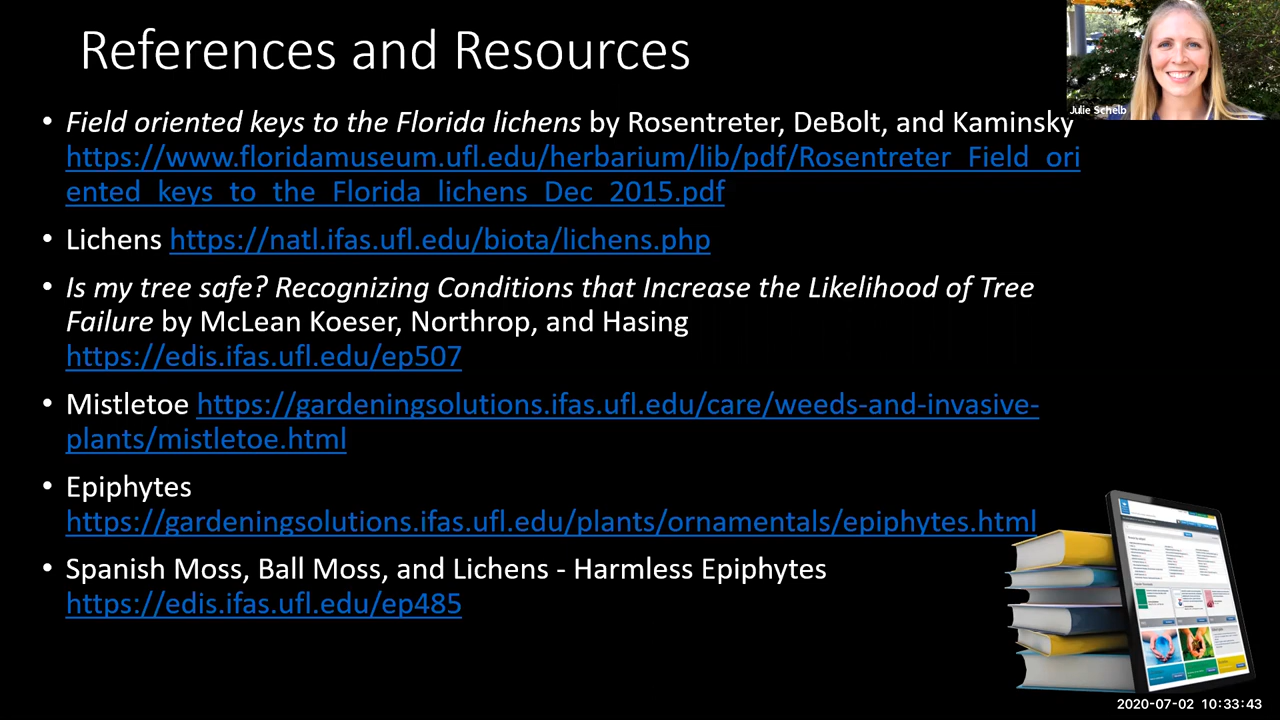 References and Resources
Julie Schelb
• Field oriented keys to the Florida lichens by Rosentreter, DeBolt, and Kaminsky
https://www.floridamuseum.ufl.edu/herbarium/lib/pdf/Rosentreter_Field_ori
ented_keys_to_the_Florida_lichens_Dec_2015.pdf
• Lichens https://natl.ifas.ufl.edu/biota/lichens.php
• Is my tree safe? Recognizing Conditions that Increase the Likelihood of Tree
Failure by McLean Koeser, Northrop, and Hasing
https://edis.ifas.ufl.edu/ep507
• Mistletoe https://gardeningsolutions.ifas.ufl.edu/care/weeds-and-invasive-
plants/mistletoe.html
• Epiphytes
https://gardeningsolutions.ifas.ufl.edu/plants/ornamentals/epiphytes.html
• Spanish Moss, Ball Moss, and Lichens - Harmless Epiphytes
https://edis.ifas.ufl.edu/ep485
2020-07-02 10:33:43